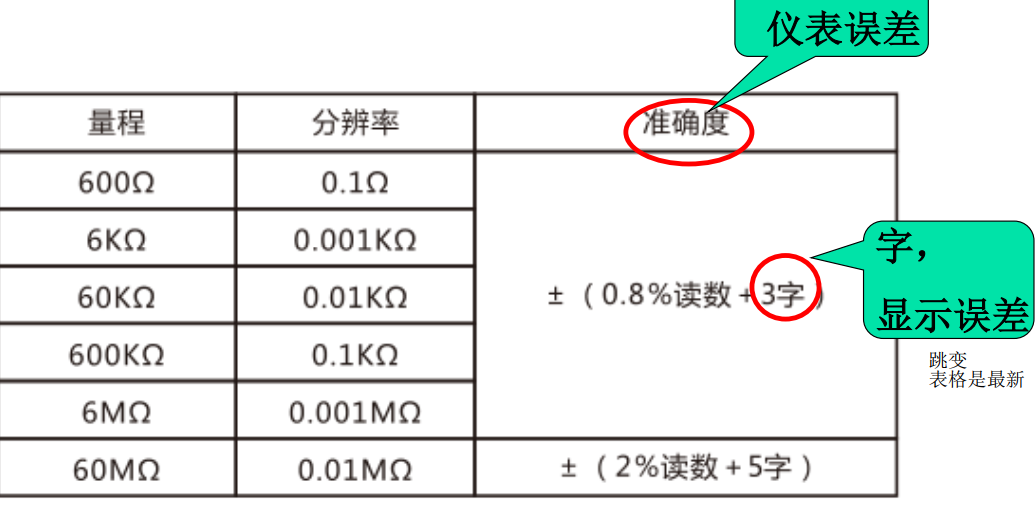 仪表误差
量程 分辨率 准确度
600Ω 0.1Ω
6KΩ 0.001KΩ
60KΩ 0.01KΩ ±（0.8%读数+3字）
600KΩ 0.1KΩ
6MΩ 0.001MΩ
60MΩ 0.01MΩ ±（2%读数+5字）
字，
显示误差
跳变
表格是最新